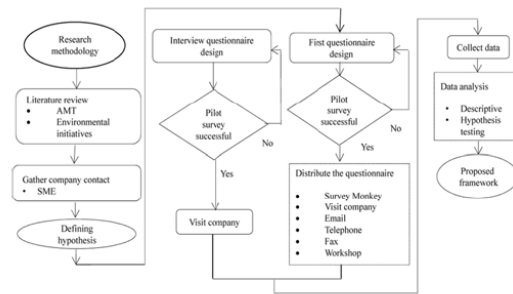 Research
methodology
Literature review
• AMT
• Environmental
initiatives
Gather company contact
• SME
Defining
hypothesis
Interview questionnaire
design
Pilot
survey
successful
No
Yes
Visit company
First questionnaire
design
Pilot
survey
successful
No
Yes
Distribute the questionnaire
• Survey Monkey
• Visit company
• Email
• Telephone
• Fax
• Workshop
Collect data
Data analysis
• Descriptive
• Hypothesis
testing
Proposed
framework